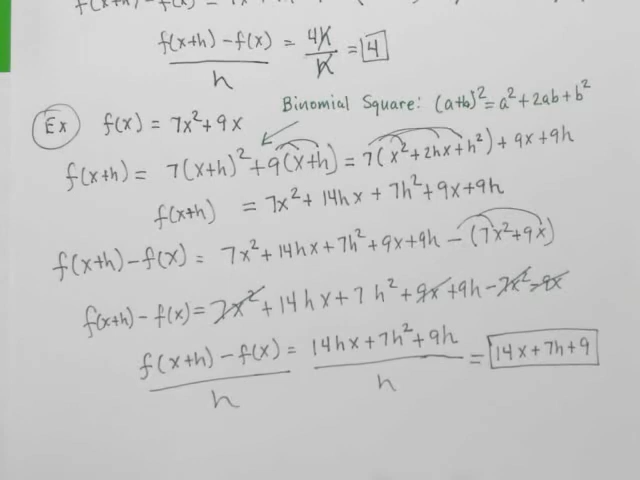 f(x+h) - f(x)
f(x+h) - f(x) / h = 4h/h = 4
Binomial Square: (a+b)² = a² + 2ab + b²
Ex f(x) = 7x² + 9x
f(x+h) = 7(x+h)² + 9(x+h) = 7(x² + 2hx + h²) + 9x + 9h
f(x+h) = 7x² + 14hx + 7h² + 9x + 9h
f(x+h) - f(x) = 7x² + 14hx + 7h² + 9x + 9h - (7x² + 9x)
f(x+h) - f(x) = 7x² + 14hx + 7h² + 9x + 9h - 7x² - 9x
f(x+h) - f(x) / h = 14hx + 7h² + 9h / h = 14x + 7h + 9